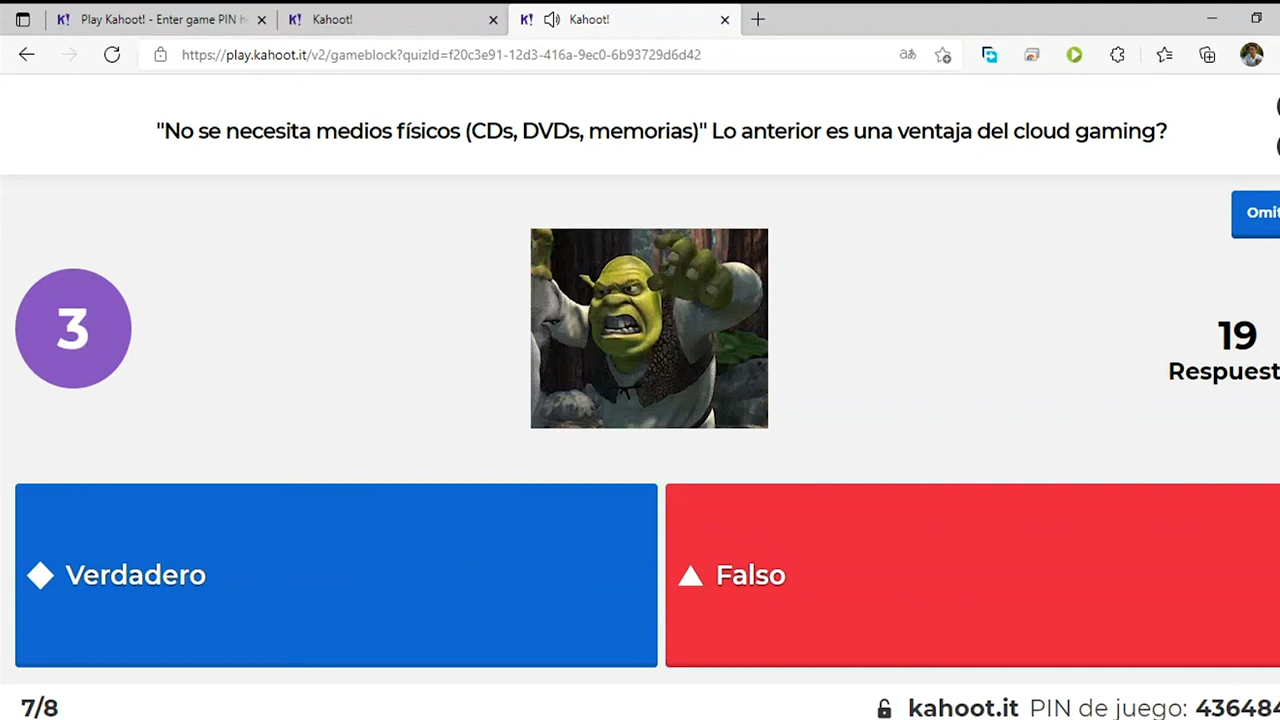 K! Play Kahoot! - Enter game PIN h
K! Kahoot!
K! Kahoot!
https://play.kahoot.it/v2/gameblock?quizId=f20c3e91-12d3-416a-9ec0-6b93729d6d42
"No se necesita medios físicos (CDs, DVDs, memorias)" Lo anterior es una ventaja del cloud gaming?
Omit
3
19
Respuest
Verdadero
Falso
7/8
kahoot.it PIN de juego: 436484